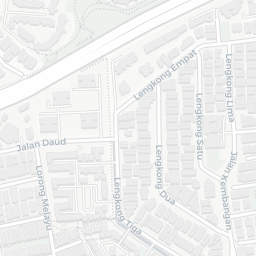 Lengkong Empat
Lengkong Lima
Lengkong Satu
Jalan Daud
Lorong Melayu
Lengkong Dua
Jalan Kembangan
Lengkong Tiga